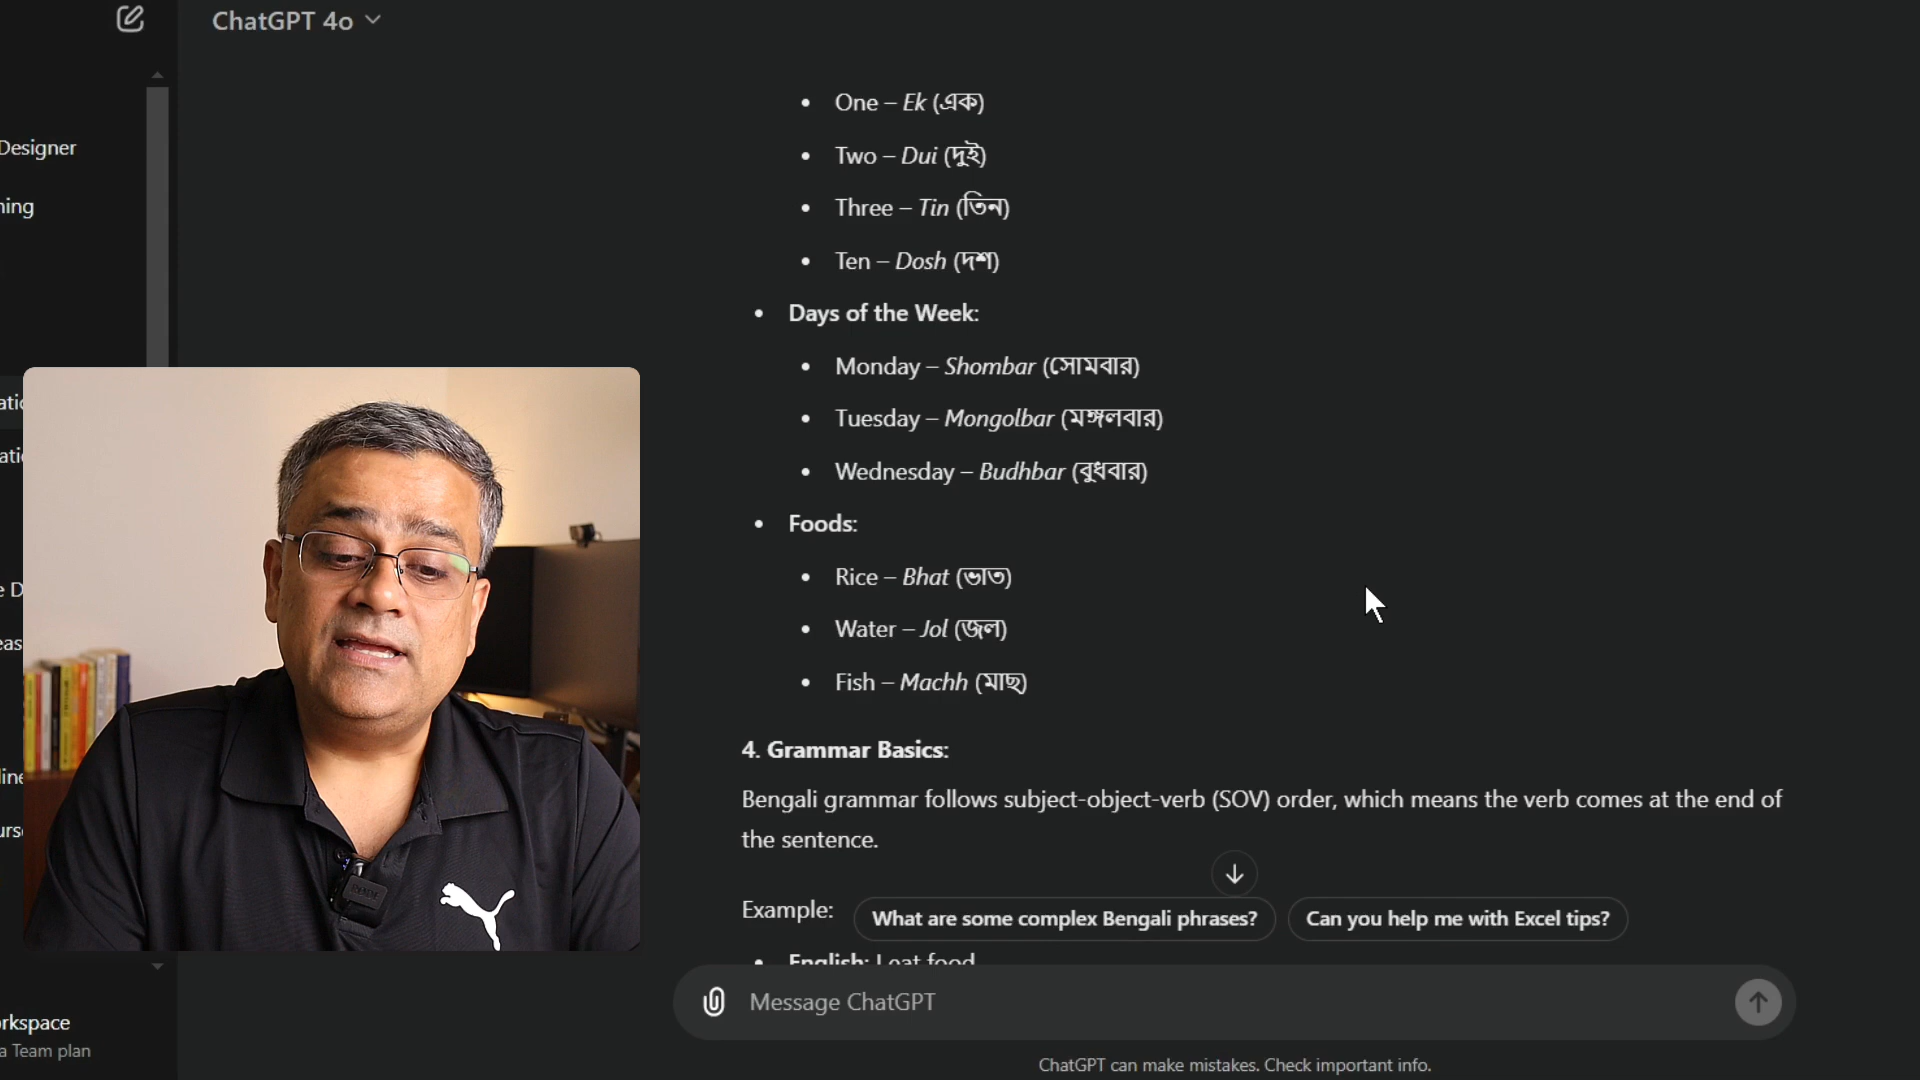 ChatGPT 4o
Designer
One – Ek (এক)
Two – Dui (দুই)
Three – Tin (তিন)
Ten – Dosh (দশ)
Days of the Week:
Monday – Shombar (সোমবার)
Tuesday – Mongolbar (মঙ্গলবার)
Wednesday – Budhbar (বুধবার)
Foods:
Rice – Bhat (ভাত)
Water – Jol (জল)
Fish – Machh (মাছ)
4. Grammar Basics:
Bengali grammar follows subject-object-verb (SOV) order, which means the verb comes at the end of
the sentence.
Example:
What are some complex Bengali phrases?
Can you help me with Excel tips?
English: I eat food
Message ChatGPT
ChatGPT can make mistakes. Check important info.
rkspace
a Team plan